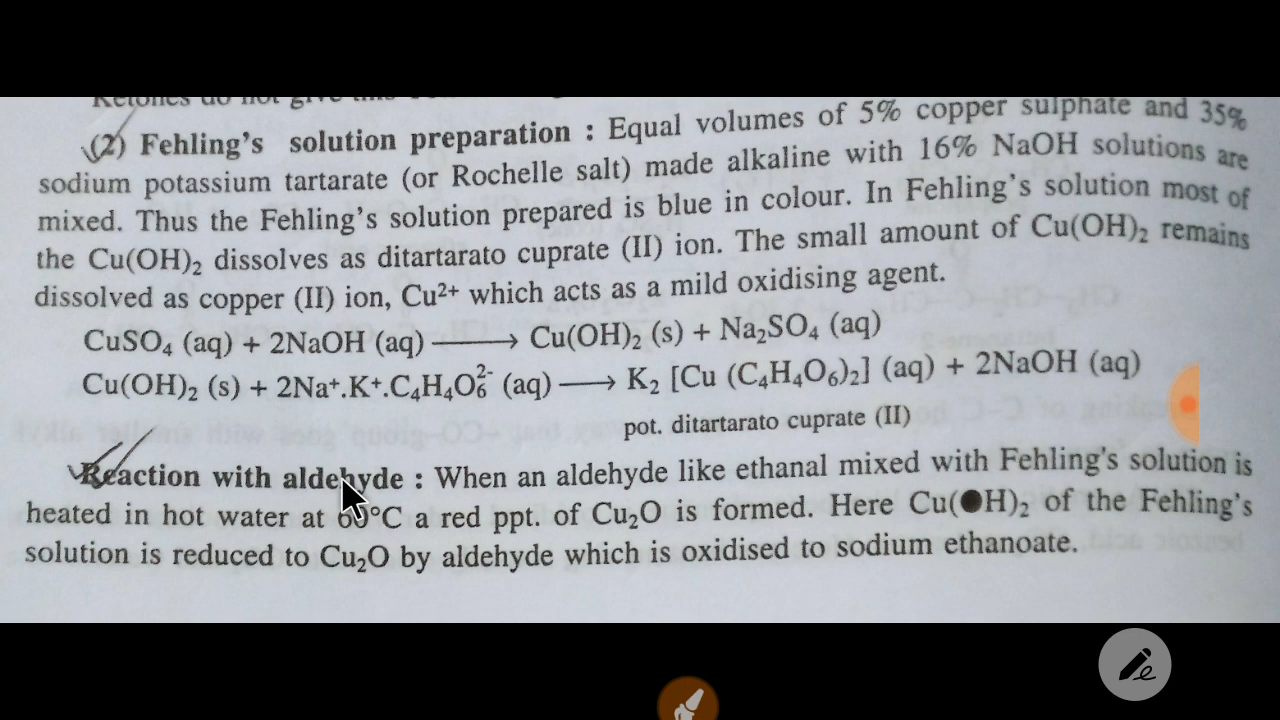 Ketones do not give this
(2) Fehling's solution preparation : Equal volumes of 5% copper sulphate and 35%
sodium potassium tartarate (or Rochelle salt) made alkaline with 16% NaOH solutions are
mixed. Thus the Fehling's solution prepared is blue in colour. In Fehling's solution most of
the Cu(OH)₂ dissolves as ditartarato cuprate (II) ion. The small amount of Cu(OH)₂ remains
dissolved as copper (II) ion, Cu²⁺ which acts as a mild oxidising agent.
CuSO₄ (aq) + 2NaOH (aq) ⟶ Cu(OH)₂ (s) + Na₂SO₄ (aq)
Cu(OH)₂ (s) + 2Na⁺.K⁺.C₄H₄O₆²⁻ (aq) ⟶ K₂ [Cu (C₄H₄O₆)₂] (aq) + 2NaOH (aq)
pot. ditartarato cuprate (II)
Reaction with aldehyde : When an aldehyde like ethanal mixed with Fehling's solution is
heated in hot water at 60°C a red ppt. of Cu₂O is formed. Here Cu(●H)₂ of the Fehling's
solution is reduced to Cu₂O by aldehyde which is oxidised to sodium ethanoate.